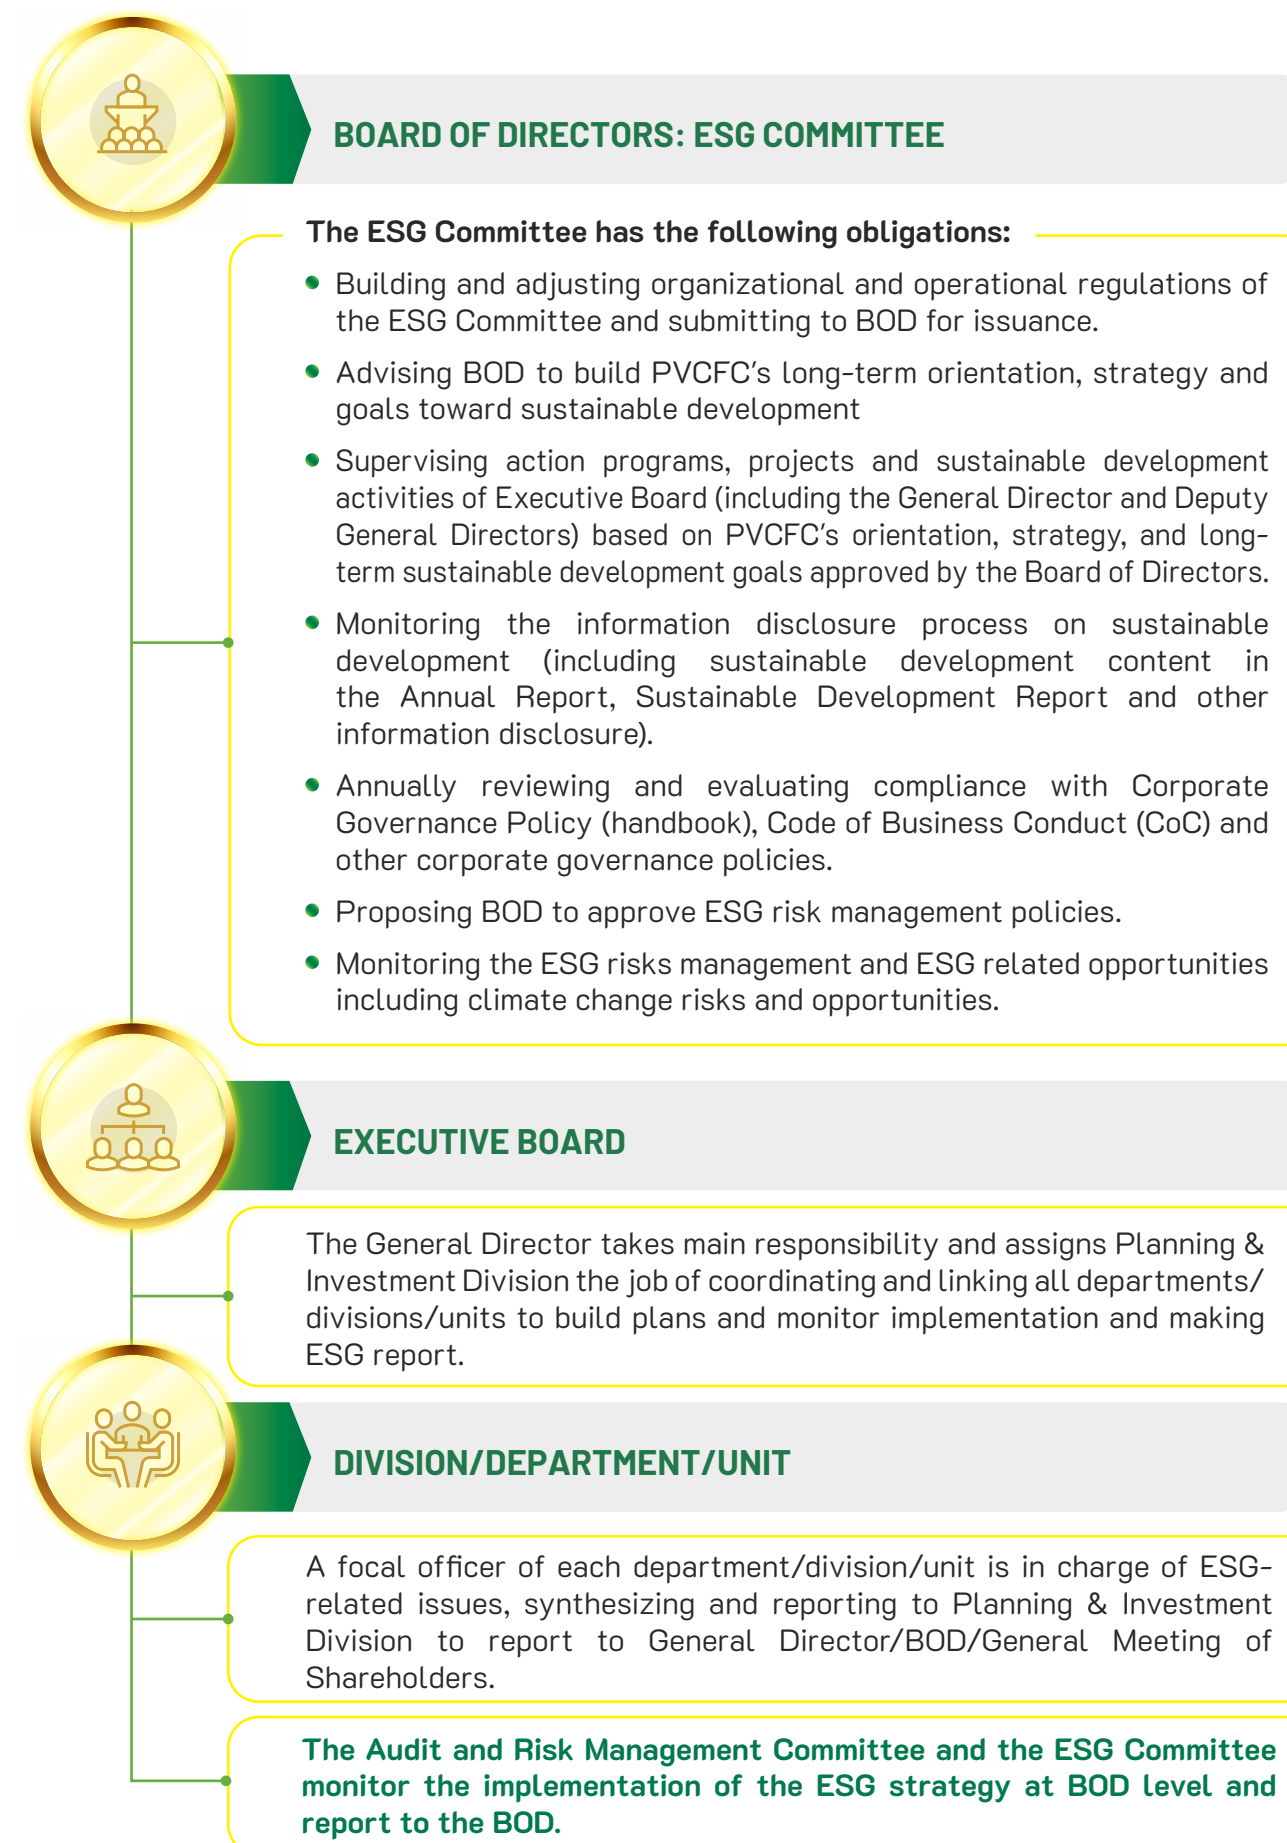 BOARD OF DIRECTORS: ESG COMMITTEE
The ESG Committee has the following obligations:
Building and adjusting organizational and operational regulations of
the ESG Committee and submitting to BOD for issuance.
Advising BOD to build PVCFC's long-term orientation, strategy and
goals toward sustainable development
Supervising action programs, projects and sustainable development
activities of Executive Board (including the General Director and Deputy
General Directors) based on PVCFC's orientation, strategy, and long-
term sustainable development goals approved by the Board of Directors.
Monitoring the information disclosure process on sustainable
development (including sustainable development content in
the Annual Report, Sustainable Development Report and other
information disclosure).
Annually reviewing and evaluating compliance with Corporate
Governance Policy (handbook), Code of Business Conduct (CoC) and
other corporate governance policies.
Proposing BOD to approve ESG risk management policies.
Monitoring the ESG risks management and ESG related opportunities
including climate change risks and opportunities.
EXECUTIVE BOARD
The General Director takes main responsibility and assigns Planning &
Investment Division the job of coordinating and linking all departments/
divisions/units to build plans and monitor implementation and making
ESG report.
DIVISION/DEPARTMENT/UNIT
A focal officer of each department/division/unit is in charge of ESG-
related issues, synthesizing and reporting to Planning & Investment
Division to report to General Director/BOD/General Meeting of
Shareholders.
The Audit and Risk Management Committee and the ESG Committee
monitor the implementation of the ESG strategy at BOD level and
report to the BOD.